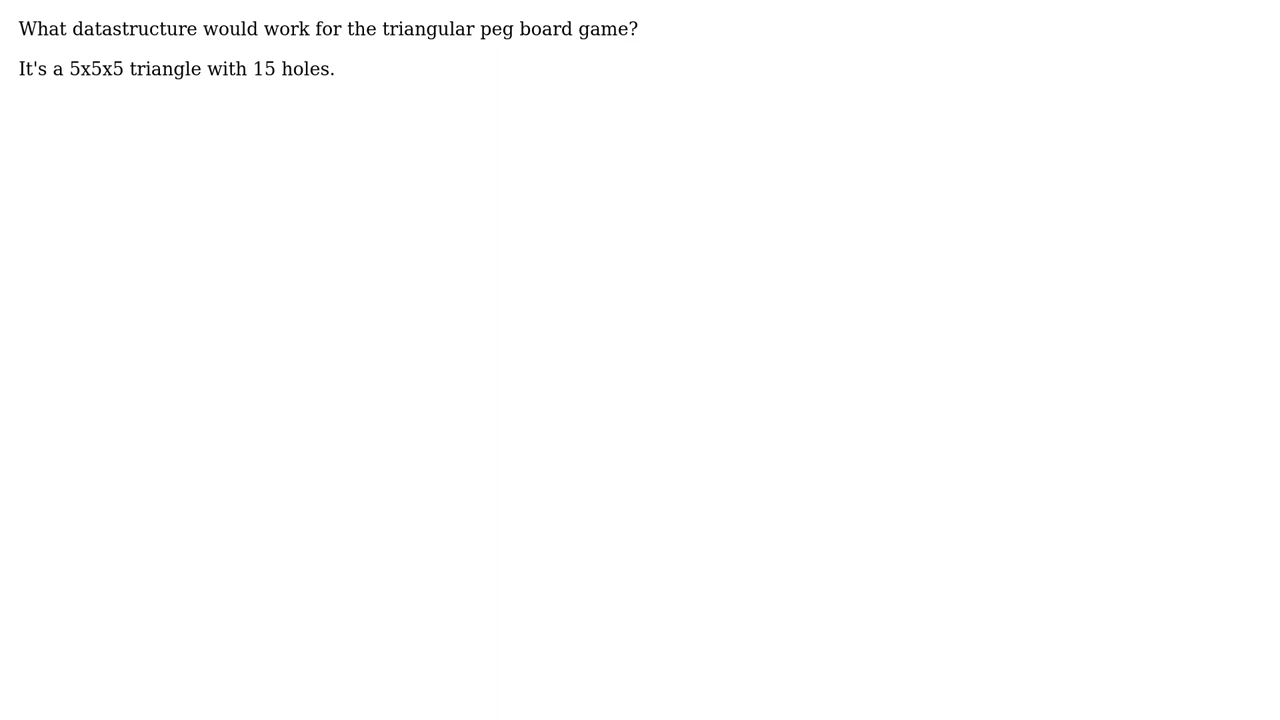 What datastructure would work for the triangular peg board game?
It's a 5x5x5 triangle with 15 holes.